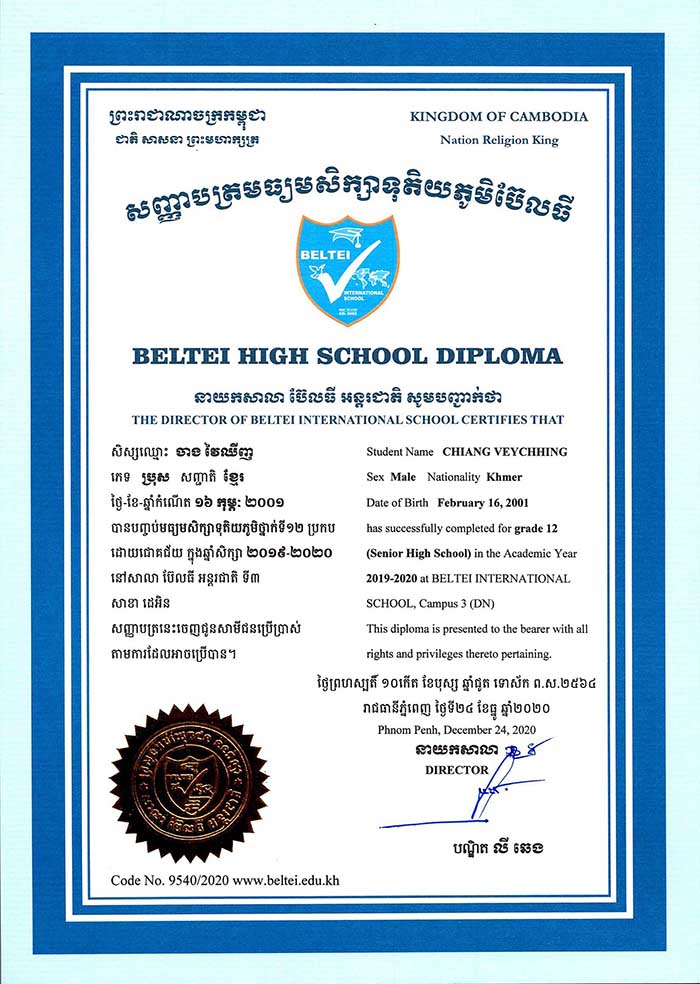 ព្រះរាជាណាចក្រកម្ពុជា
ជាតិ សាសនា ព្រះមហាក្សត្រ
KINGDOM OF CAMBODIA
Nation Religion King
សញ្ញាបត្រមធ្យមសិក្សាទុតិយភូមិប៊ែលធី
BELTEI
INTERNATIONAL
SCHOOL
BELTEI HIGH SCHOOL DIPLOMA
នាយកសាលា ប៊ែលធី អន្តរជាតិ សូមបញ្ជាក់ថា
THE DIRECTOR OF BELTEI INTERNATIONAL SCHOOL CERTIFIES THAT
សិស្សឈ្មោះ ចាង វៃឈីញ
ភេទ ប្រុស សញ្ជាតិ ខ្មែរ
ថ្ងៃ-ខែ-ឆ្នាំកំណើត ១៦ កុម្ភៈ ២០០១
បានបញ្ចប់មធ្យមសិក្សាទុតិយភូមិថ្នាក់ទី១២ ប្រកប
ដោយជោគជ័យ ក្នុងឆ្នាំសិក្សា ២០១៩-២០២០
នៅសាលា ប៊ែលធី អន្តរជាតិ ទី៣
សាខា ដេអិន
សញ្ញាបត្រនេះចេញជូនសាមីជនប្រើប្រាស់
តាមការដែលអាចប្រើបាន។
Student Name CHIANG VEYCHHING
Sex Male Nationality Khmer
Date of Birth February 16, 2001
has successfully completed for grade 12
(Senior High School) in the Academic Year
2019-2020 at BELTEI INTERNATIONAL
SCHOOL, Campus 3 (DN)
This diploma is presented to the bearer with all
rights and privileges thereto pertaining.
ថ្ងៃព្រហស្បតិ៍ ១០កើត ខែបុស្ស ឆ្នាំជូត ទោស័ក ព.ស.២៥៦៤
រាជធានីភ្នំពេញ ថ្ងៃទី២៤ ខែធ្នូ ឆ្នាំ២០២០
Phnom Penh, December 24, 2020
នាយកសាលា
DIRECTOR
បណ្ឌិត លី ឆេង
Code No. 9540/2020 www.beltei.edu.kh